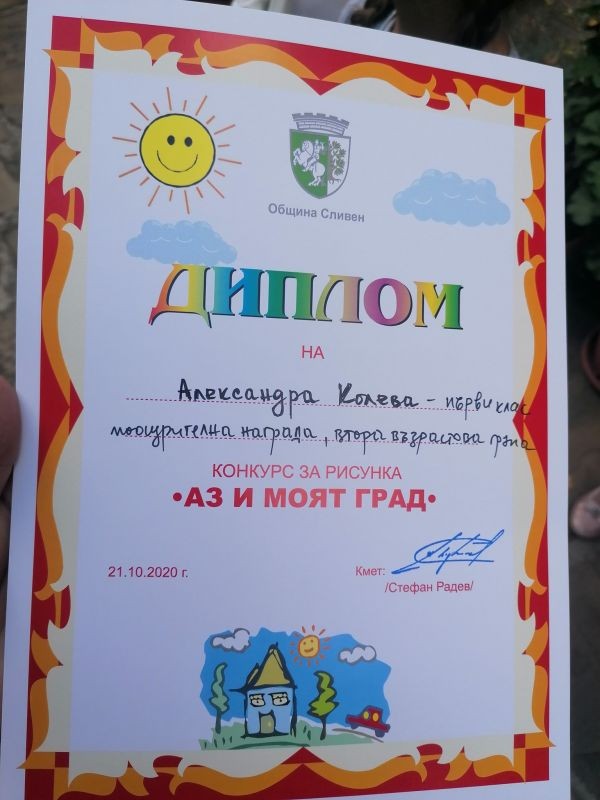 Община Сливен
ДИПЛОМ
НА
Александра Колева - първи клас
поощрителна награда, втора възрастова група
КОНКУРС ЗА РИСУНКА
•АЗ И МОЯТ ГРАД•
21.10.2020 г.
Кмет:
/Стефан Радев/